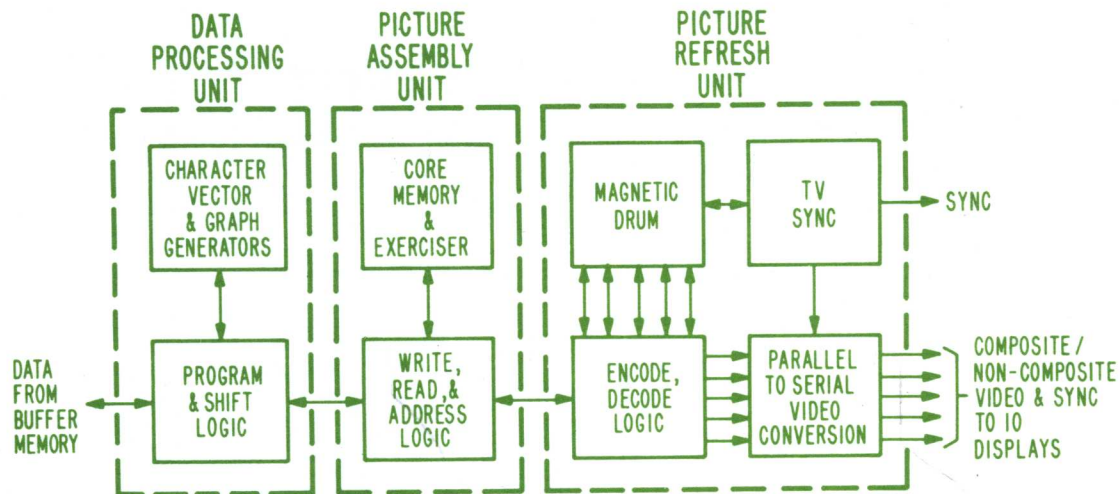 DATA
PROCESSING
UNIT
PICTURE
ASSEMBLY
UNIT
PICTURE
REFRESH
UNIT
CHARACTER
VECTOR
& GRAPH
GENERATORS
CORE
MEMORY
&
EXERCISER
MAGNETIC
DRUM
TV
SYNC
SYNC
DATA
FROM
BUFFER
MEMORY
PROGRAM
& SHIFT
LOGIC
WRITE,
READ, &
ADDRESS
LOGIC
ENCODE,
DECODE
LOGIC
PARALLEL
TO SERIAL
VIDEO
CONVERSION
COMPOSITE/
NON-COMPOSITE
VIDEO & SYNC
TO 10
DISPLAYS